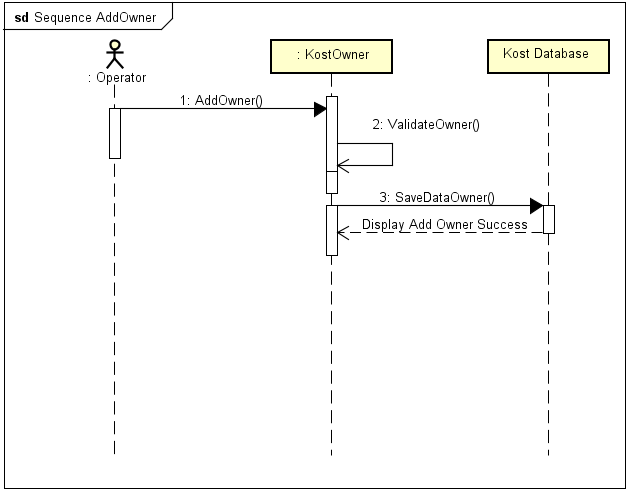 sd Sequence AddOwner
: Operator
: KostOwner
Kost Database
1: AddOwner()
2: ValidateOwner()
3: SaveDataOwner()
Display Add Owner Success